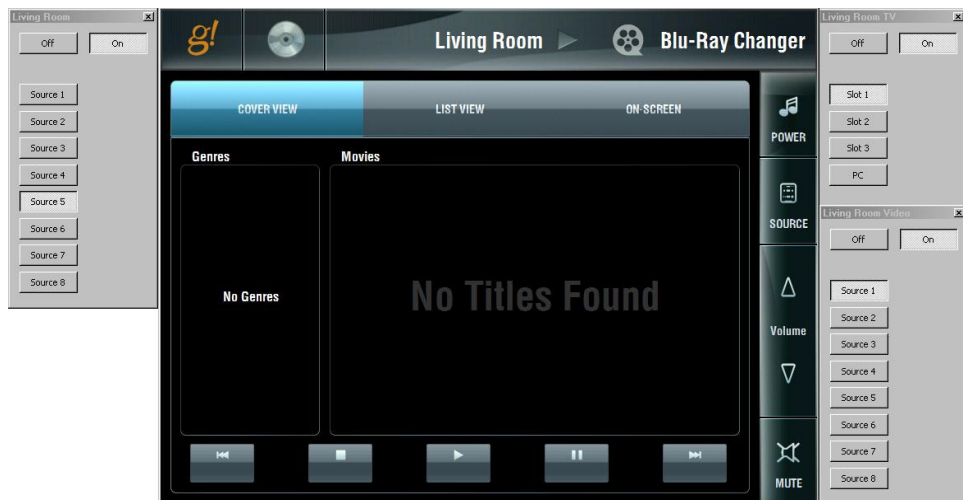 Living Room
Off On
Source 1
Source 2
Source 3
Source 4
Source 5
Source 6
Source 7
Source 8
g!
Living Room Blu-Ray Changer
COVER VIEW LIST VIEW ON-SCREEN
Genres Movies
No Genres
No Titles Found
POWER
SOURCE
Volume
MUTE
Living Room TV
Off On
Slot 1
Slot 2
Slot 3
PC
Living Room Video
Off On
Source 1
Source 2
Source 3
Source 4
Source 5
Source 6
Source 7
Source 8